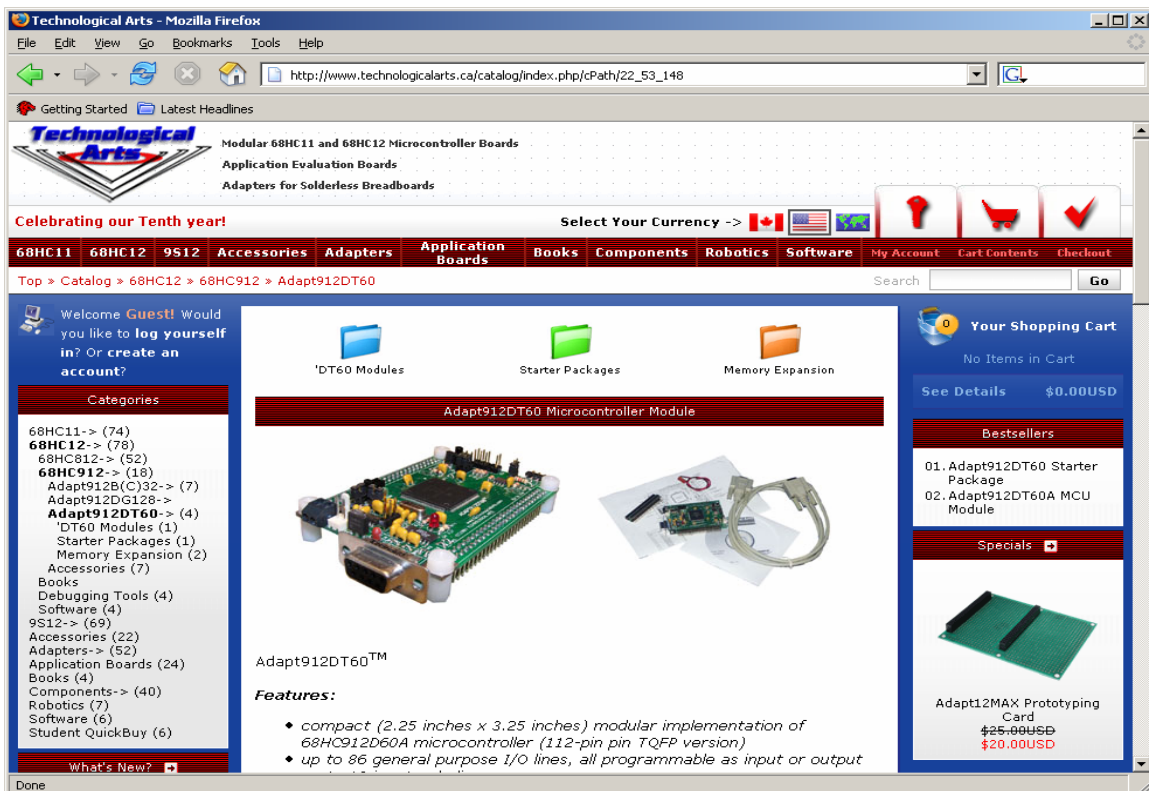 Technological Arts - Mozilla Firefox
File Edit View Go Bookmarks Tools Help
http://www.technologicalarts.ca/catalog/index.php/cPath/22_53_148
G
Getting Started Latest Headlines
Technological
Arts
Modular 68HC11 and 68HC12 Microcontroller Boards
Application Evaluation Boards
Adapters for Solderless Breadboards
Celebrating our Tenth year!
Select Your Currency ->
68HC11 68HC12 9S12 Accessories Adapters Application Boards Books Components Robotics Software My Account Cart Contents Checkout
Top » Catalog » 68HC12 » 68HC912 » Adapt912DT60
Search Go
Welcome Guest! Would
you like to log yourself
in? Or create an
account?
Categories
68HC11-> (74)
68HC12-> (78)
68HC812-> (52)
68HC912-> (18)
Adapt912B(C)32-> (7)
Adapt912DG128->
Adapt912DT60-> (4)
'DT60 Modules (1)
Starter Packages (1)
Memory Expansion (2)
Accessories (7)
Books
Debugging Tools (4)
Software (4)
9S12-> (69)
Accessories (22)
Adapters-> (52)
Application Boards (24)
Books (4)
Components-> (40)
Robotics (7)
Software (6)
Student QuickBuy (6)
What's New?
'DT60 Modules
Starter Packages
Memory Expansion
Adapt912DT60 Microcontroller Module
Adapt912DT60TM
Features:
• compact (2.25 inches x 3.25 inches) modular implementation of
68HC912D60A microcontroller (112-pin pin TQFP version)
• up to 86 general purpose I/O lines, all programmable as input or output
0
Your Shopping Cart
No Items in Cart
See Details $0.00USD
Bestsellers
01. Adapt912DT60 Starter
Package
02. Adapt912DT60A MCU
Module
Specials
Adapt12MAX Prototyping
Card
$25.00USD
$20.00USD
Done